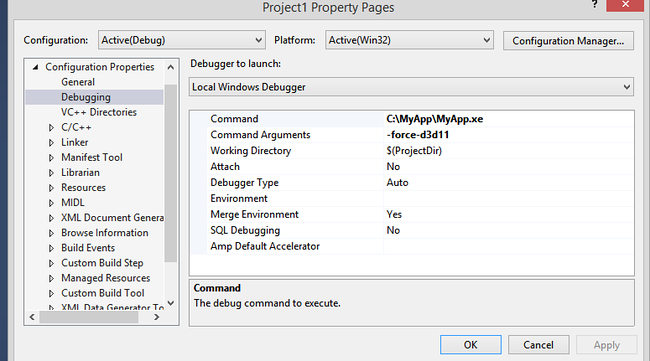 Project1 Property Pages
?
Configuration: Active(Debug) Platform: Active(Win32) Configuration Manager...
Configuration Properties
General
Debugging
VC++ Directories
C/C++
Linker
Manifest Tool
Librarian
Resources
MIDL
XML Document Genera
Browse Information
Build Events
Custom Build Step
Managed Resources
Custom Build Tool
XML Data Generator To
Debugger to launch:
Local Windows Debugger
Command C:\MyApp\MyApp.xe
Command Arguments -force-d3d11
Working Directory $(ProjectDir)
Attach No
Debugger Type Auto
Environment
Merge Environment Yes
SQL Debugging No
Amp Default Accelerator
Command
The debug command to execute.
OK Cancel Apply